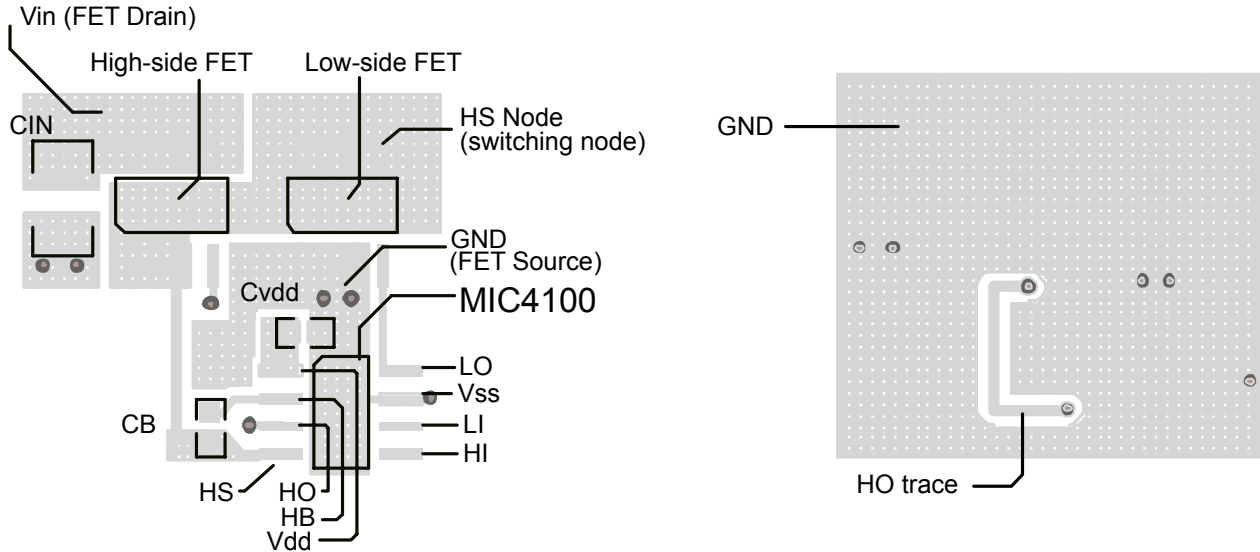 Vin (FET Drain)
High-side FET
Low-side FET
CIN
HS Node
(switching node)
GND
(FET Source)
Cvdd
MIC4100
LO
Vss
LI
HI
CB
HS
HO
HB
Vdd
GND
HO trace